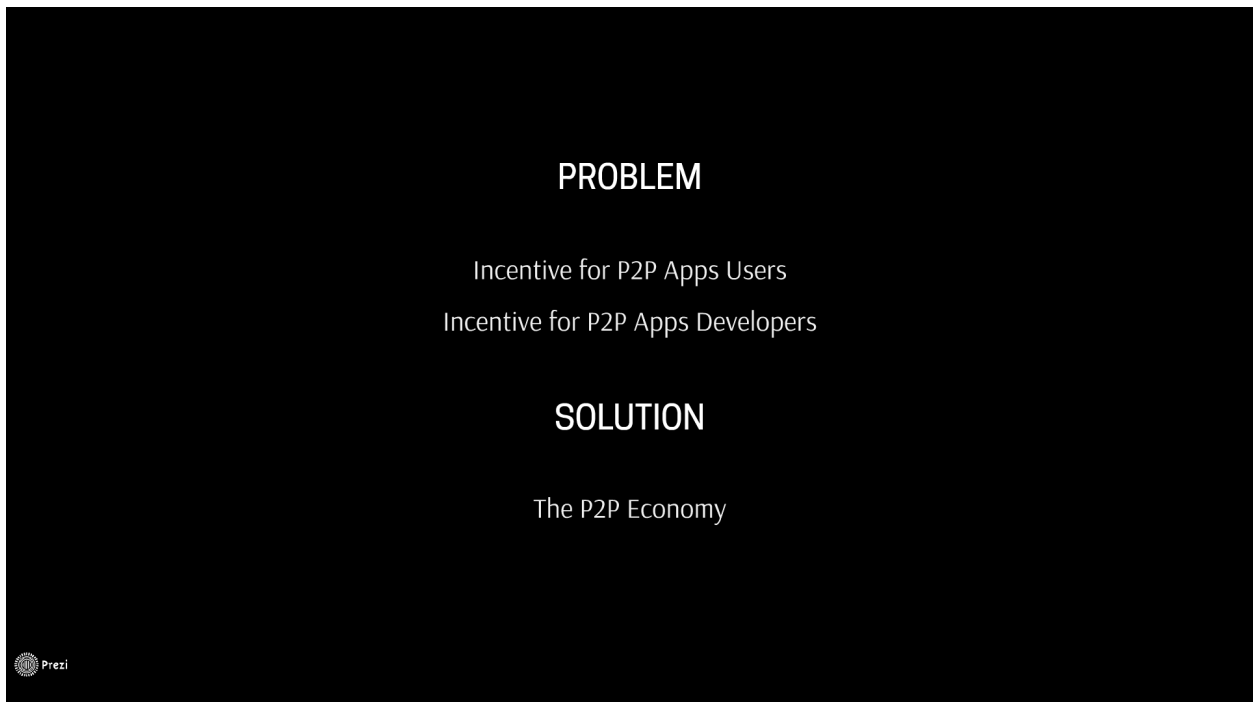 PROBLEM
Incentive for P2P Apps Users
Incentive for P2P Apps Developers
SOLUTION
The P2P Economy
Prezi